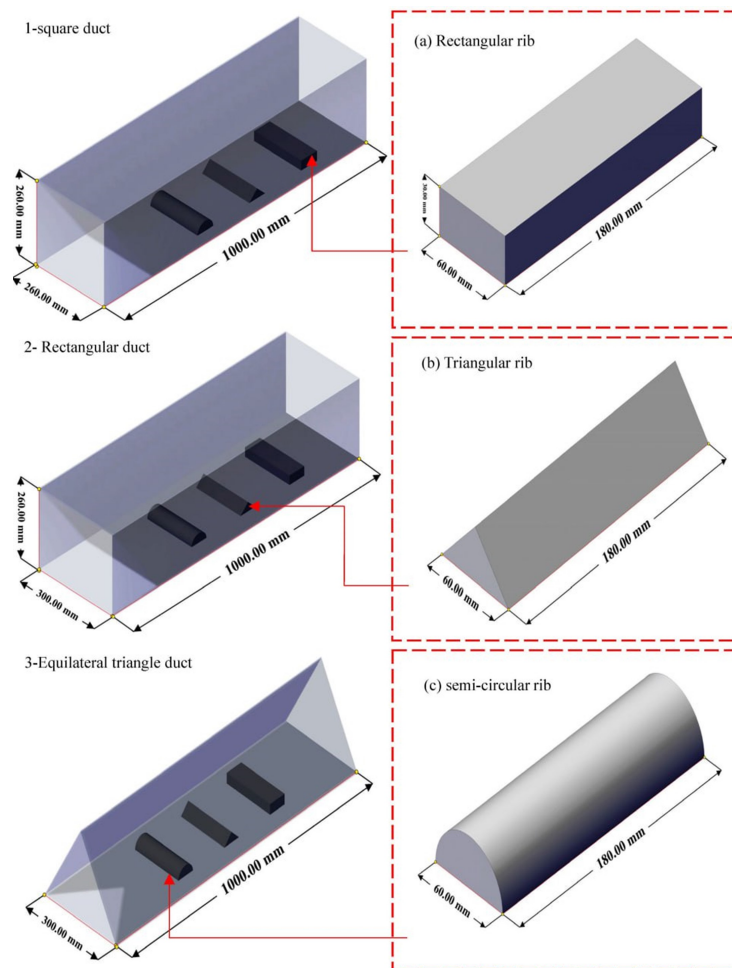 1-square duct
260.00 mm
260.00 mm
1000.00 mm
(a) Rectangular rib
30.00 mm
60.00 mm
180.00 mm
2- Rectangular duct
260.00 mm
300.00 mm
1000.00 mm
(b) Triangular rib
60.00 mm
180.00 mm
3-Equilateral triangle duct
300.00 mm
1000.00 mm
(c) semi-circular rib
60.00 mm
180.00 mm